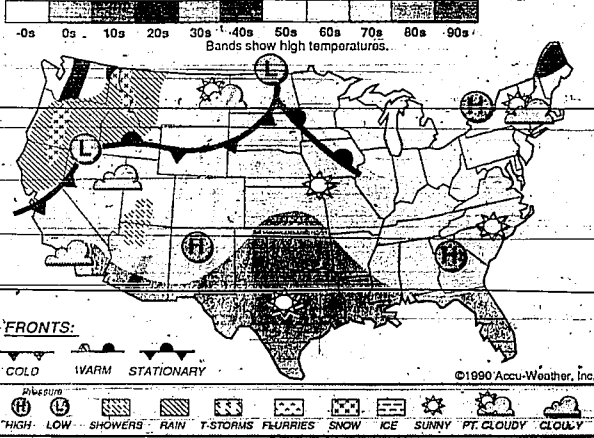 -0s 0s 10s 20s 30s 40s 50s 60s 70s 80s 90s
Bands show high temperatures.
L
H
L
H
H
FRONTS:
COLD WARM STATIONARY
©1990 Accu-Weather, Inc.
Pressure
H L
HIGH LOW SHOWERS RAIN T-STORMS FLURRIES SNOW ICE SUNNY PT. CLOUDY CLOUDY